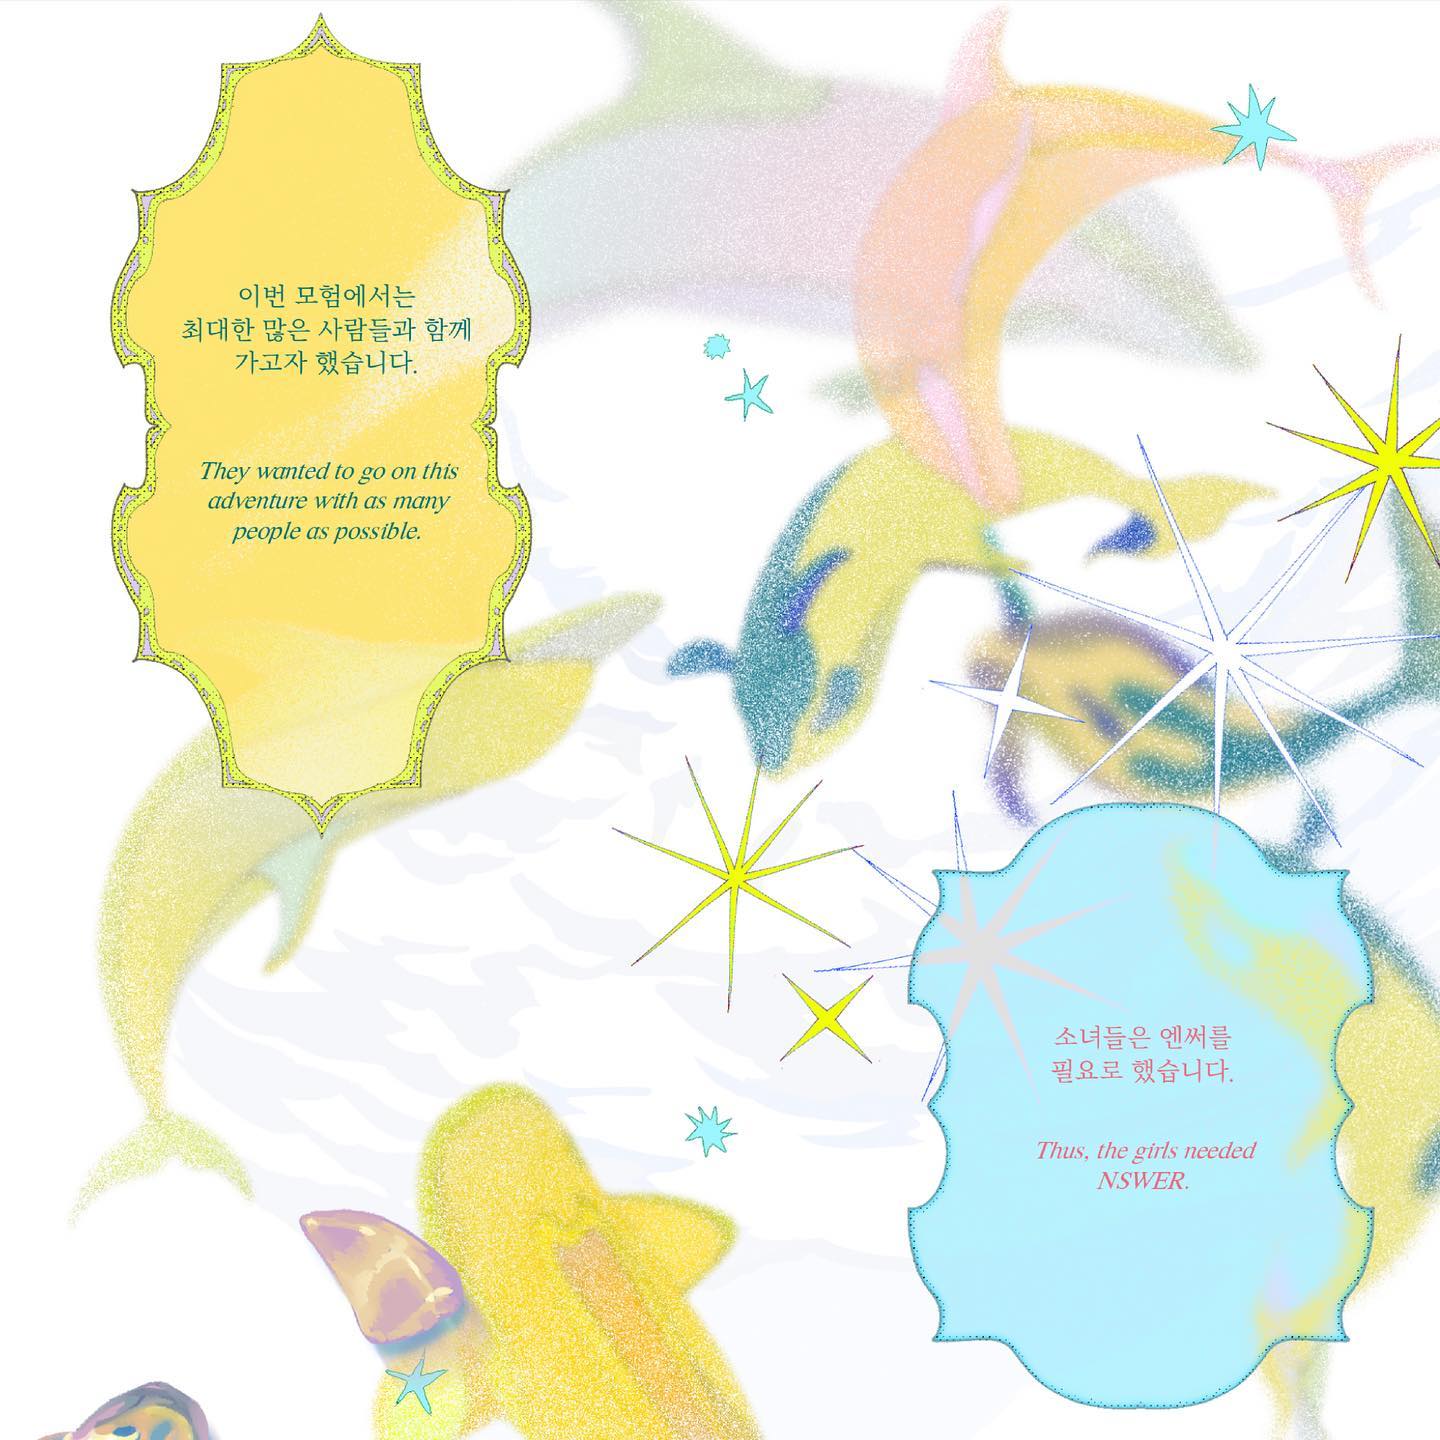 이번 모험에서는
최대한 많은 사람들과 함께
가고자 했습니다.
They wanted to go on this
adventure with as many
people as possible.
소녀들은 엔써를
필요로 했습니다.
Thus, the girls needed
NSWER.